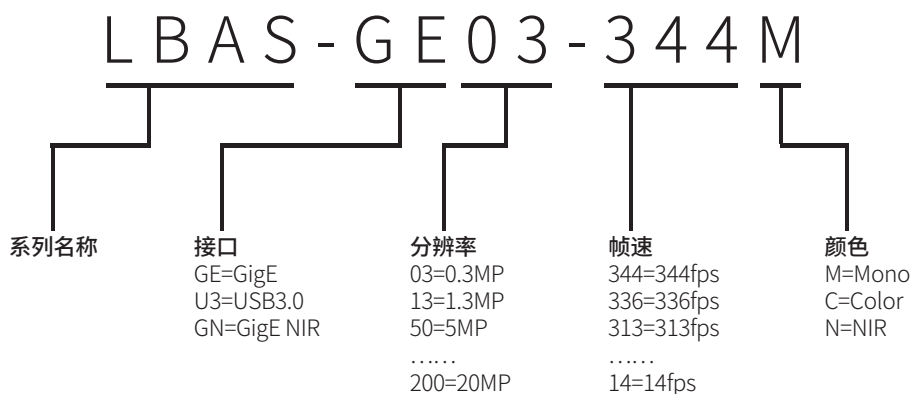 LBAS-GE03-344M
系列名称
接口
GE=GigE
U3=USB3.0
GN=GigE NIR
分辨率
03=0.3MP
13=1.3MP
50=5MP
……
200=20MP
帧速
344=344fps
336=336fps
313=313fps
……
14=14fps
颜色
M=Mono
C=Color
N=NIR